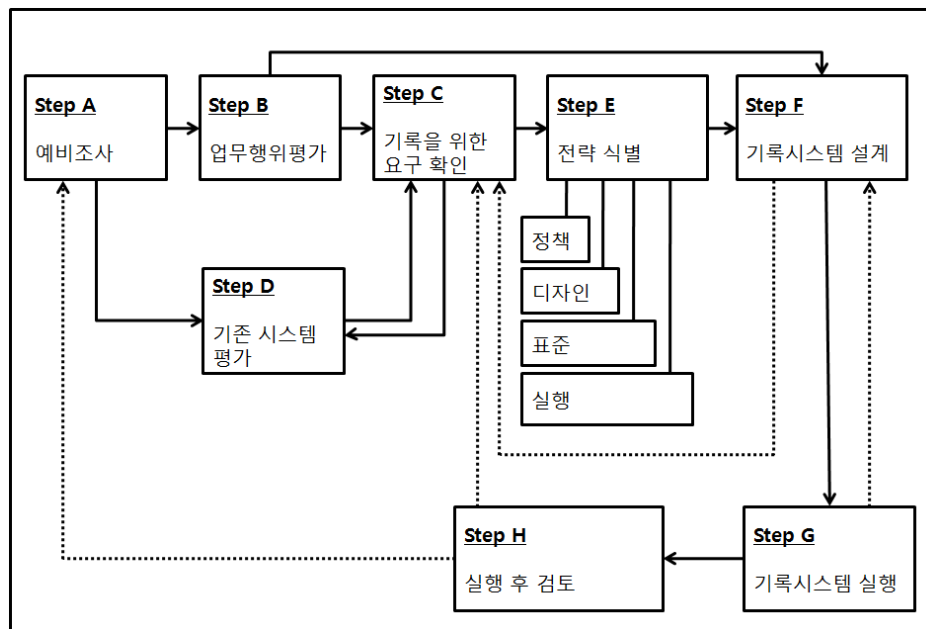 Step A
예비조사
Step B
업무행위평가
Step C
기록을 위한
요구 확인
Step E
전략 식별
Step F
기록시스템 설계
정책
디자인
표준
실행
Step D
기존 시스템
평가
Step H
실행 후 검토
Step G
기록시스템 실행